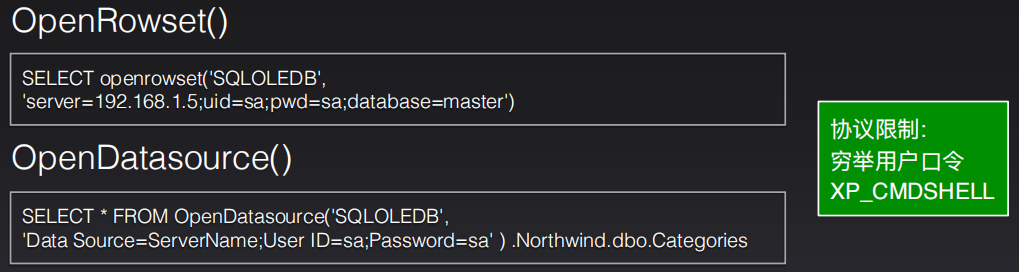 OpenRowset()
SELECT openrowset('SQLOLEDB',
'server=192.168.1.5;uid=sa;pwd=sa;database=master')
协议限制:
穷举用户口令
XP_CMDSHELL
OpenDatasource()
SELECT * FROM OpenDatasource('SQLOLEDB',
'Data Source=ServerName;User ID=sa;Password=sa' ) .Northwind.dbo.Categories